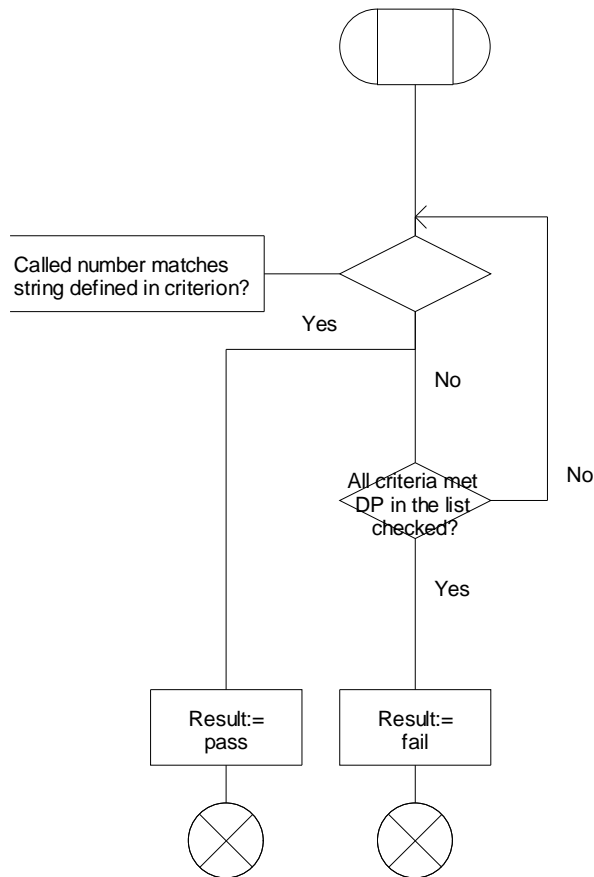 Called number matches
string defined in criterion?
Yes
No
All criteria met
DP in the list
checked?
No
Yes
Result:=
pass
Result:=
fail